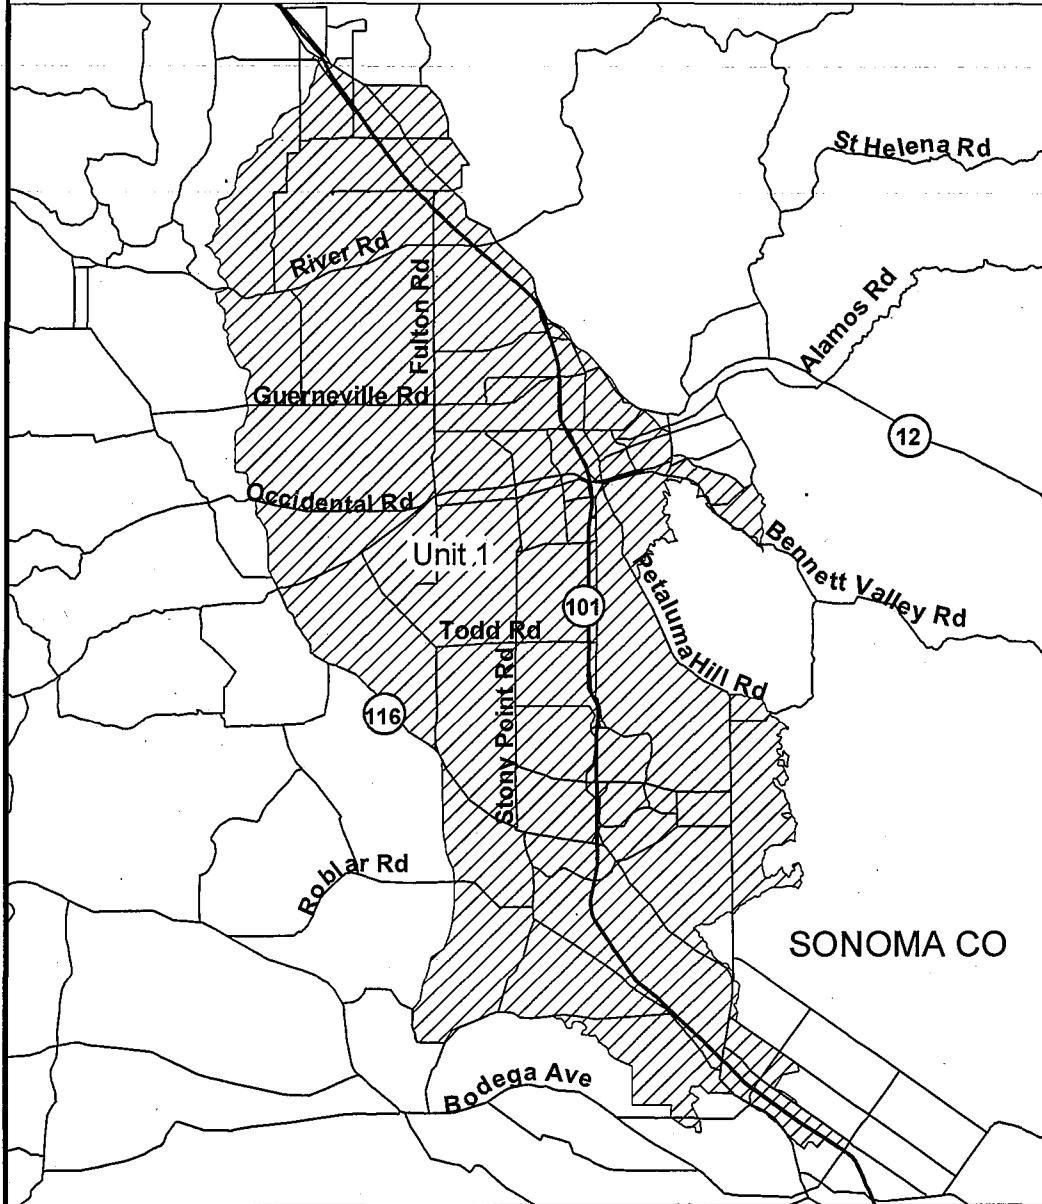 St Helena Rd
River Rd
Fulton Rd
Alamos Rd
Guerneville Rd
12
Occidental Rd
Unit 1
Bennett Valley Rd
Petaluma Hill Rd
101
Todd Rd
Stony Point Rd
116
Roblar Rd
SONOMA CO
Bodega Ave